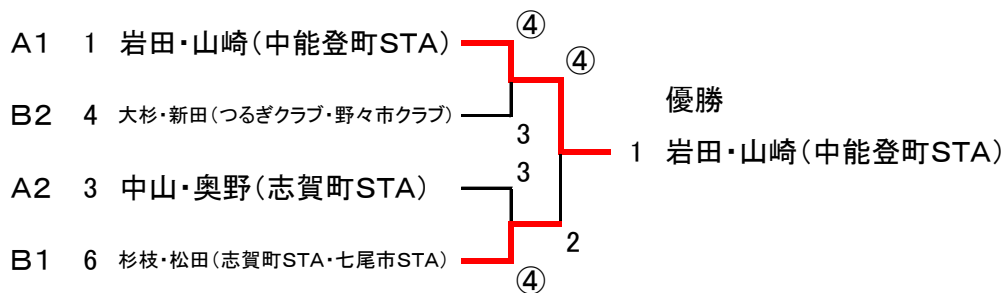 ④
A1 1 岩田・山崎(中能登町STA)
④
優勝
B2 4 大杉・新田(つるぎクラブ・野々市クラブ)
3
1 岩田・山崎(中能登町STA)
3
A2 3 中山・奥野(志賀町STA)
2
B1 6 杉枝・松田(志賀町STA・七尾市STA)
④